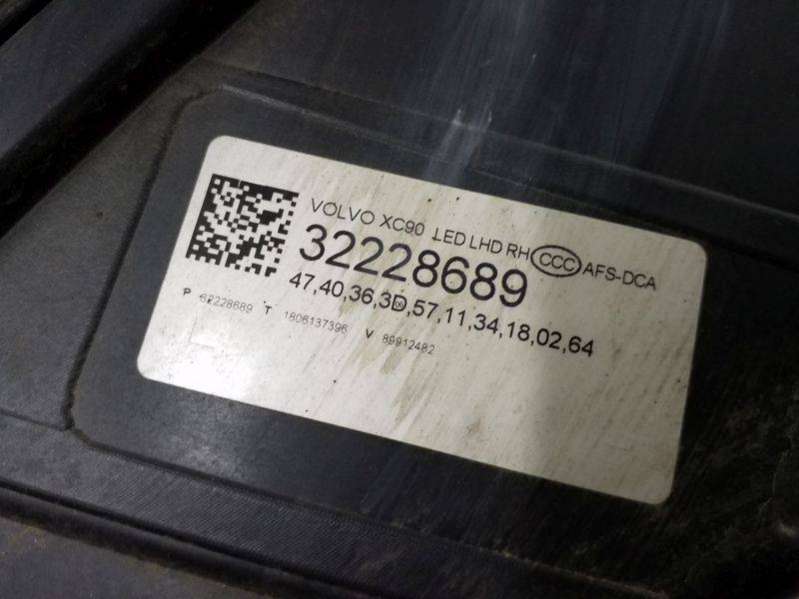 VOLVO XC90 LED LHD RH CCC AFS-DCA
32228689
47,40,36,3D,57,11,34,18,02,64
P 32228689 T 1806137396 V 89912482